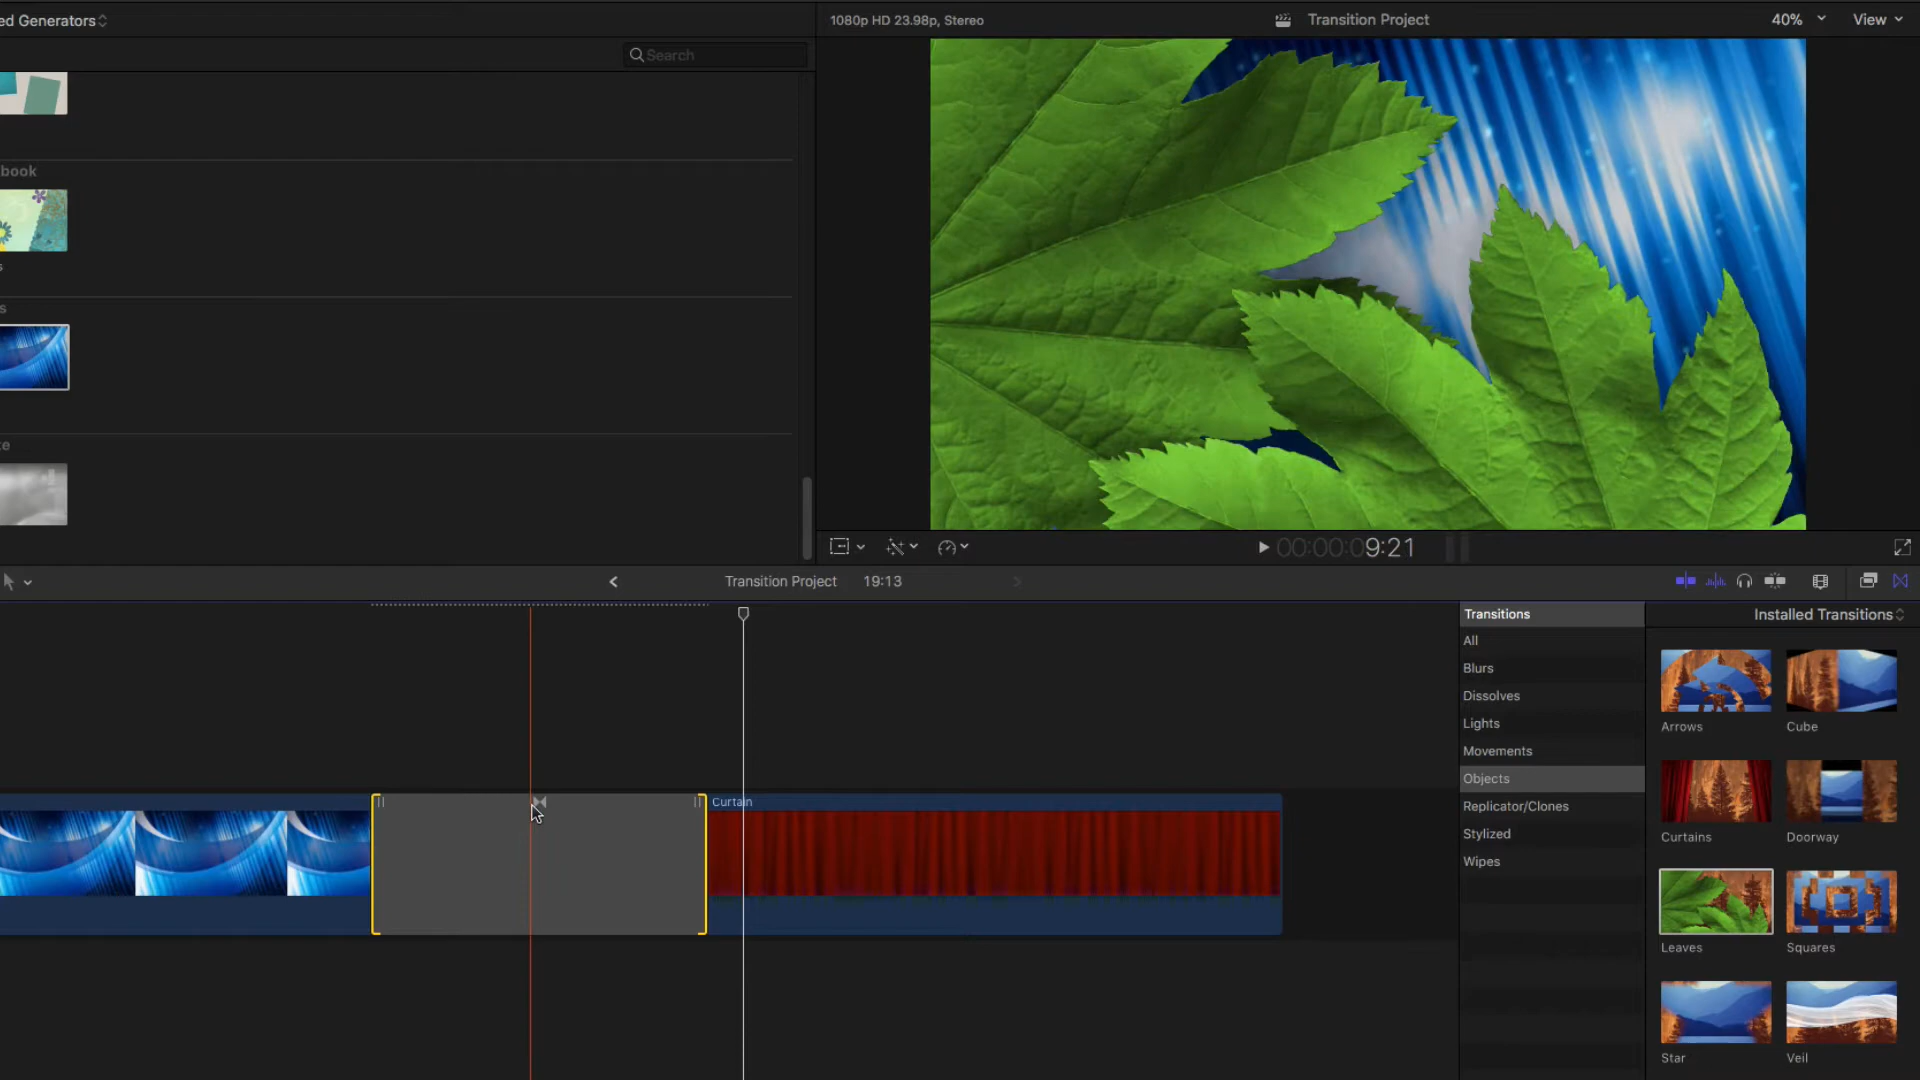 ed Generators
1080p HD 23.98p, Stereo
Transition Project
40%
View
Search
book
s
s
te
00:00:09:21
Transition Project
19:13
Transitions
Installed Transitions
All
Blurs
Dissolves
Lights
Movements
Objects
Replicator/Clones
Stylized
Wipes
Arrows
Cube
Curtains
Doorway
Leaves
Squares
Star
Veil
Curtain